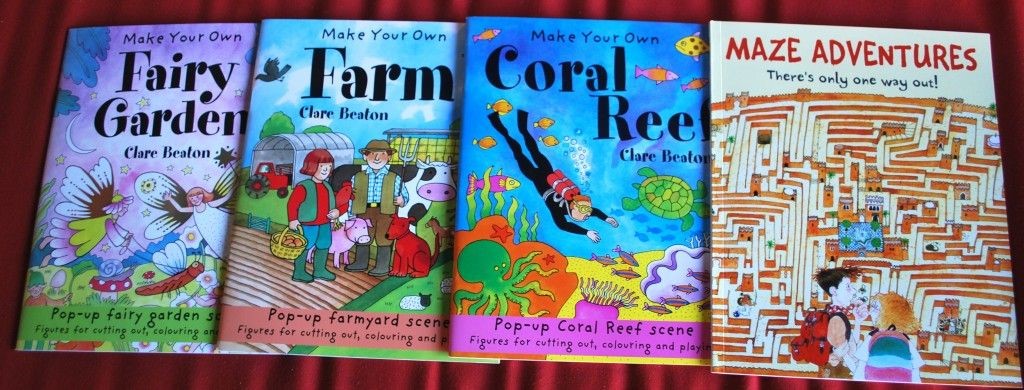 Make Your Own
Fairy
Garden
Clare Beaton
Pop-up fairy garden
Figures for cutting out, colouring and
Make Your Own
Farm
Clare Beaton
Pop-up farmyard scene
Figures for cutting out, colouring and
Make Your Own
Coral
Reef
Clare Beaton
Pop-up Coral Reef scene
Figures for cutting out, colouring and
MAZE ADVENTURES
There's only one way out!